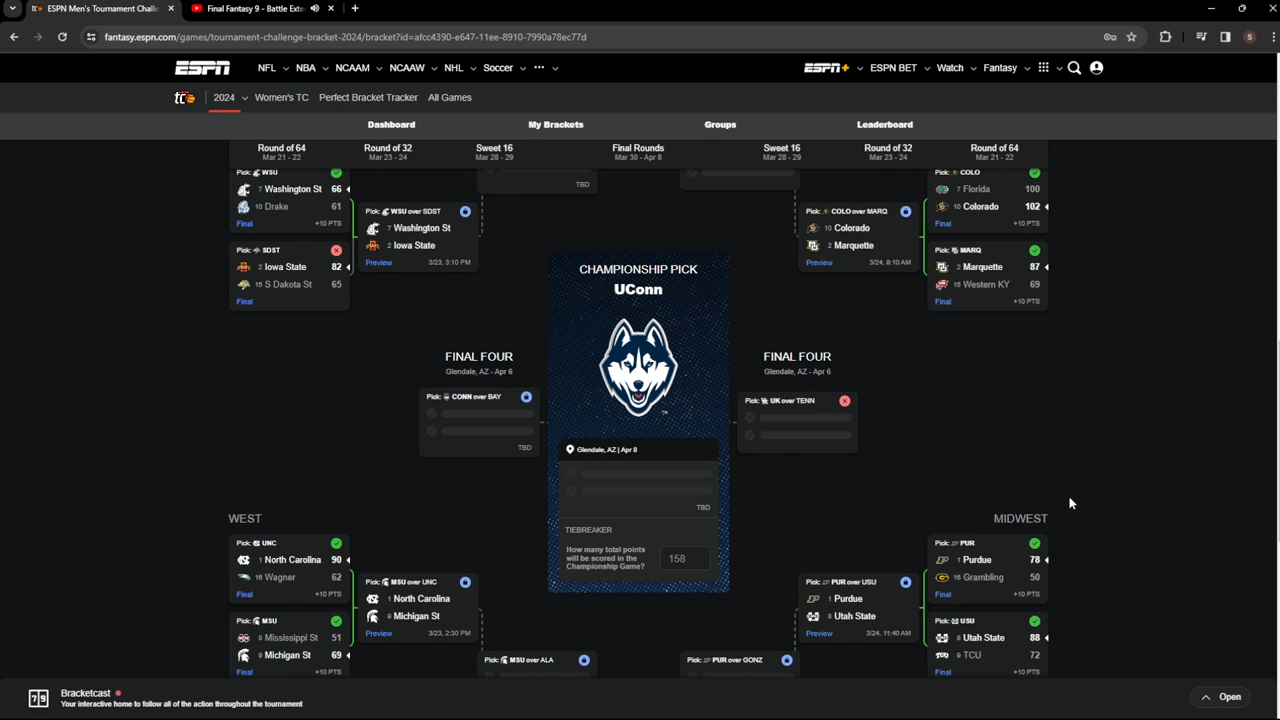 ESPN Men's Tournament Challe
Final Fantasy 9 - Battle Exte
fantasy.espn.com/games/tournament-challenge-bracket-2024/bracket?id=afcc4390-e647-11ee-8910-7990a78ec77d
S
ESPN NFL NBA NCAAM NCAAW NHL Soccer ESPN+ ESPN BET Watch Fantasy
tc 2024 Women's TC Perfect Bracket Tracker All Games
Dashboard My Brackets Groups Leaderboard
Round of 64 Round of 32 Sweet 16 Final Rounds Sweet 16 Round of 32 Round of 64
Mar 21 - 22 Mar 23 - 24 Mar 28 - 29 Mar 30 - Apr 8 Mar 28 - 29 Mar 23 - 24 Mar 21 - 22
Pick: WSU
7 Washington St 66
10 Drake 61
Final +10 PTS
Pick: SDST
2 Iowa State 82
15 S Dakota St 65
Final
Pick: WSU over SDST
7 Washington St
2 Iowa State
Preview 3/23, 3:10 PM
TBD
Pick: COLO over MARQ
10 Colorado
2 Marquette
Preview 3/24, 9:10 AM
Pick: COLO
7 Florida 100
10 Colorado 102
Final +10 PTS
Pick: MARQ
2 Marquette 87
15 Western KY 69
Final +10 PTS
CHAMPIONSHIP PICK
UConn
TM
FINAL FOUR
Glendale, AZ - Apr 6
Pick: CONN over BAY
TBD
FINAL FOUR
Glendale, AZ - Apr 6
Pick: UK over TENN
Glendale, AZ | Apr 8
TBD
TIEBREAKER
How many total points
will be scored in the
Championship Game?
158
WEST
Pick: UNC
1 North Carolina 90
16 Wagner 62
Final +10 PTS
Pick: MSU
8 Mississippi St 51
9 Michigan St 69
Final +10 PTS
Pick: MSU over UNC
1 North Carolina
9 Michigan St
Preview 3/23, 2:30 PM
Pick: MSU over ALA
Pick: PUR over GONZ
Pick: PUR over USU
1 Purdue
8 Utah State
Preview 3/24, 11:40 AM
MIDWEST
Pick: PUR
1 Purdue 78
16 Grambling 50
Final +10 PTS
Pick: USU
8 Utah State 88
9 TCU 72
Final +10 PTS
Bracketcast
Your interactive home to follow all of the action throughout the tournament
Open